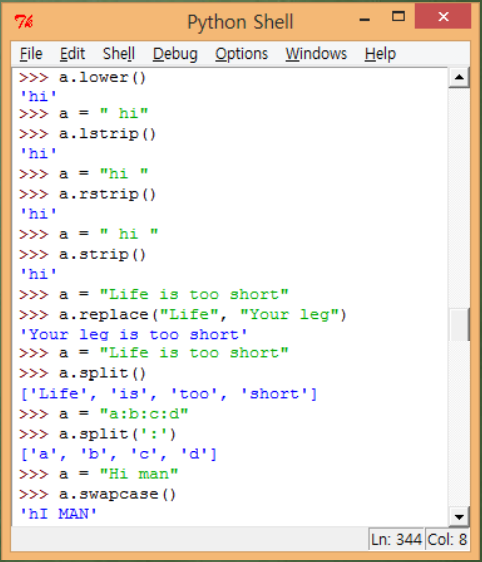 Python Shell
File Edit Shell Debug Options Windows Help
>>> a.lower()
'hi'
>>> a = " hi"
>>> a.lstrip()
'hi'
>>> a = "hi "
>>> a.rstrip()
'hi'
>>> a = " hi "
>>> a.strip()
'hi'
>>> a = "Life is too short"
>>> a.replace("Life", "Your leg")
'Your leg is too short'
>>> a = "Life is too short"
>>> a.split()
['Life', 'is', 'too', 'short']
>>> a = "a:b:c:d"
>>> a.split(':')
['a', 'b', 'c', 'd']
>>> a = "Hi man"
>>> a.swapcase()
'hI MAN'
Ln: 344 Col: 8